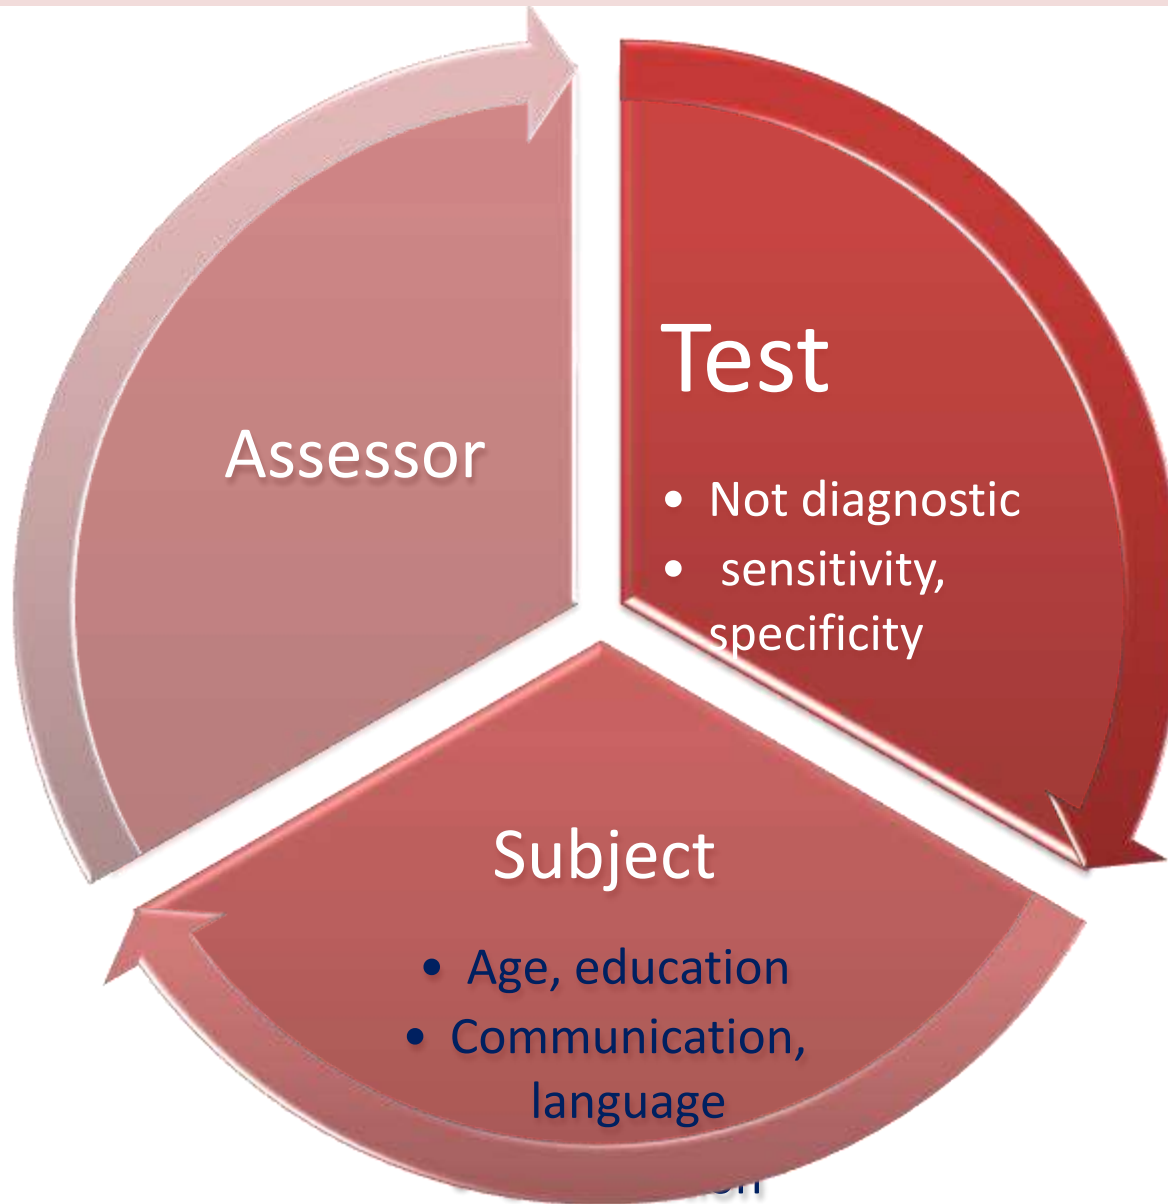 Assessor
Test
• Not diagnostic
• sensitivity,
specificity
Subject
• Age, education
• Communication,
language